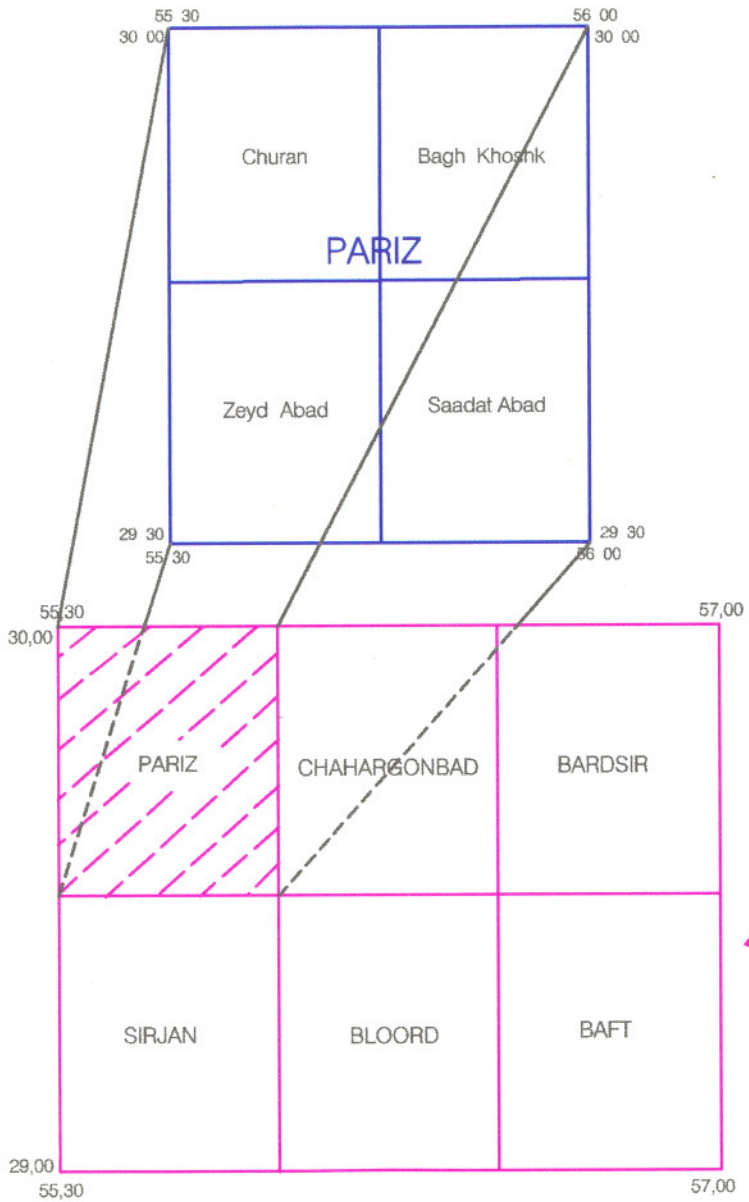 55 30
56 00
30 00
30 00
Churan
Bagh Khoshk
PARIZ
Zeyd Abad
Saadat Abad
29 30
29 30
55 30
56 00
55,30
57,00
30,00
PARIZ
CHAHARGONBAD
BARDSIR
SIRJAN
BLOORD
BAFT
29,00
55,30
57,00